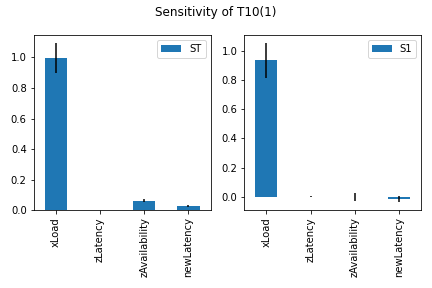 Sensitivity of T10(1)
ST
1.0
0.8
0.6
0.4
0.2
0.0
xLoad
zLatency
zAvailability
newLatency
S1
1.0
0.8
0.6
0.4
0.2
0.0
xLoad
zLatency
zAvailability
newLatency